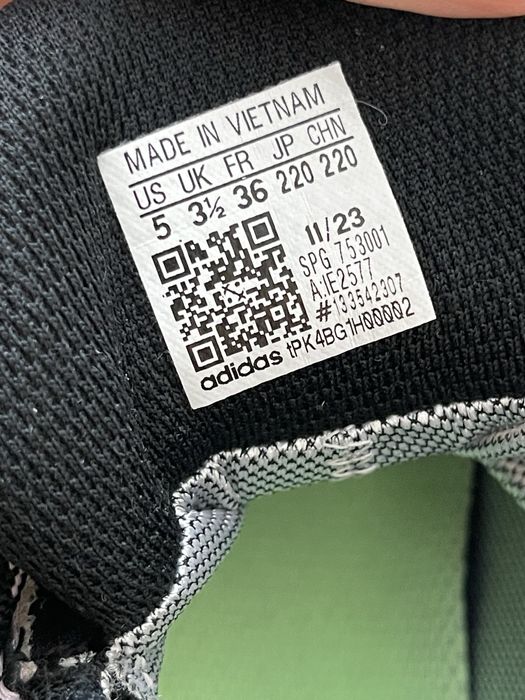 MADE IN VIETNAM
US UK FR JP CHN
5 3½ 36 220 220
11/23
SPG 753001
A:IE2577
#133542307
adidas tPK4BG1H00002